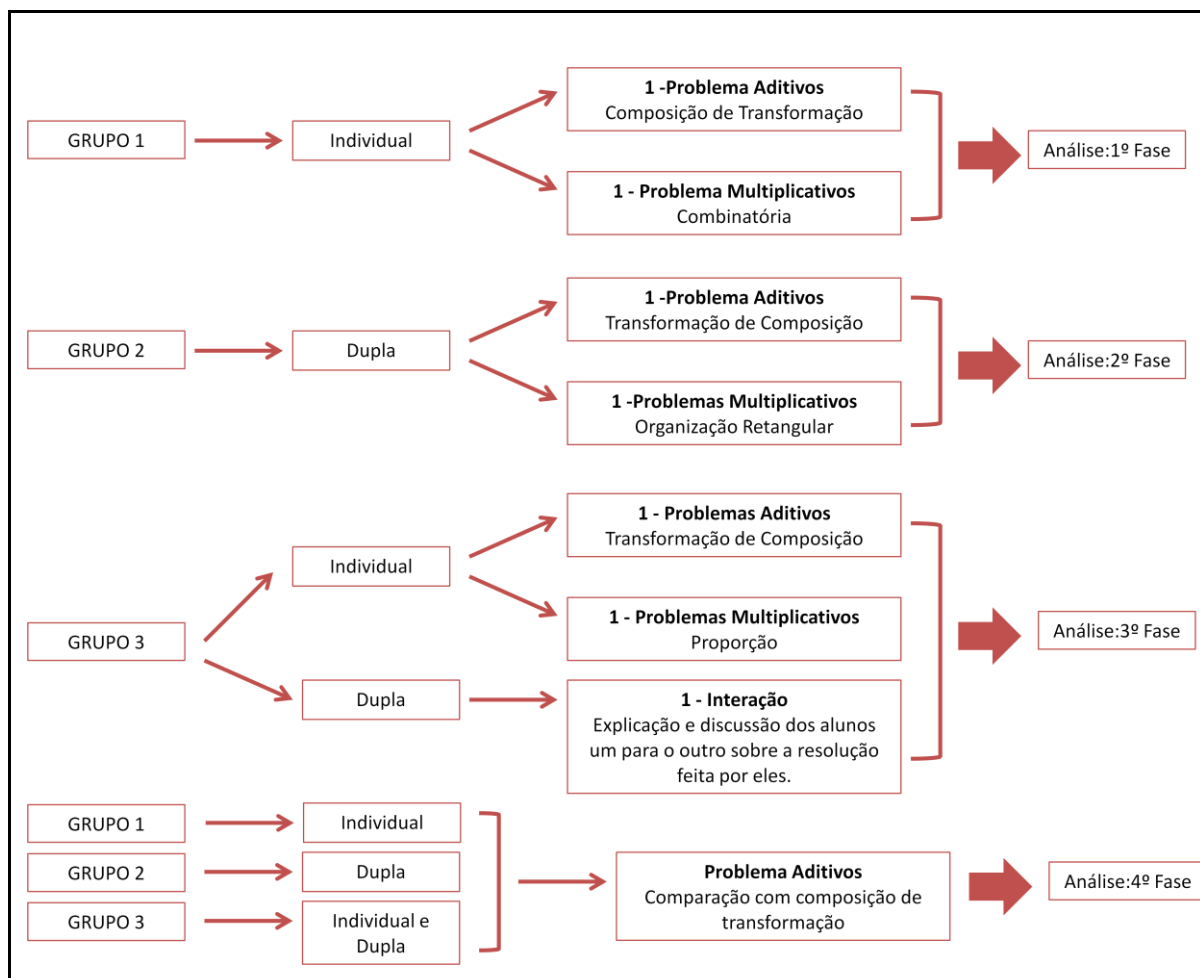 GRUPO 1
Individual
1 -Problema Aditivos
Composição de Transformação
1 - Problema Multiplicativos
Combinatória
Análise:1º Fase
GRUPO 2
Dupla
1 -Problema Aditivos
Transformação de Composição
1 -Problemas Multiplicativos
Organização Retangular
Análise:2º Fase
GRUPO 3
Individual
1 - Problemas Aditivos
Transformação de Composição
1 - Problemas Multiplicativos
Proporção
Dupla
1 - Interação
Explicação e discussão dos alunos
um para o outro sobre a resolução
feita por eles.
Análise:3º Fase
GRUPO 1
Individual
GRUPO 2
Dupla
GRUPO 3
Individual e
Dupla
Problema Aditivos
Comparação com composição de
transformação
Análise:4º Fase